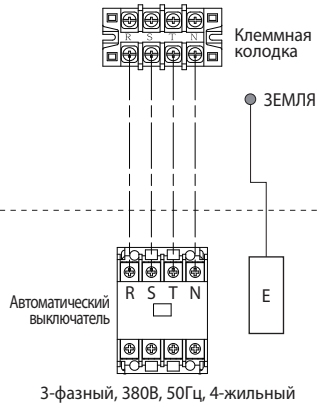 R S T N
Клеммная
колодка
ЗЕМЛЯ
R S T N
E
Автоматический
выключатель
3-фазный, 380В, 50Гц, 4-жильный